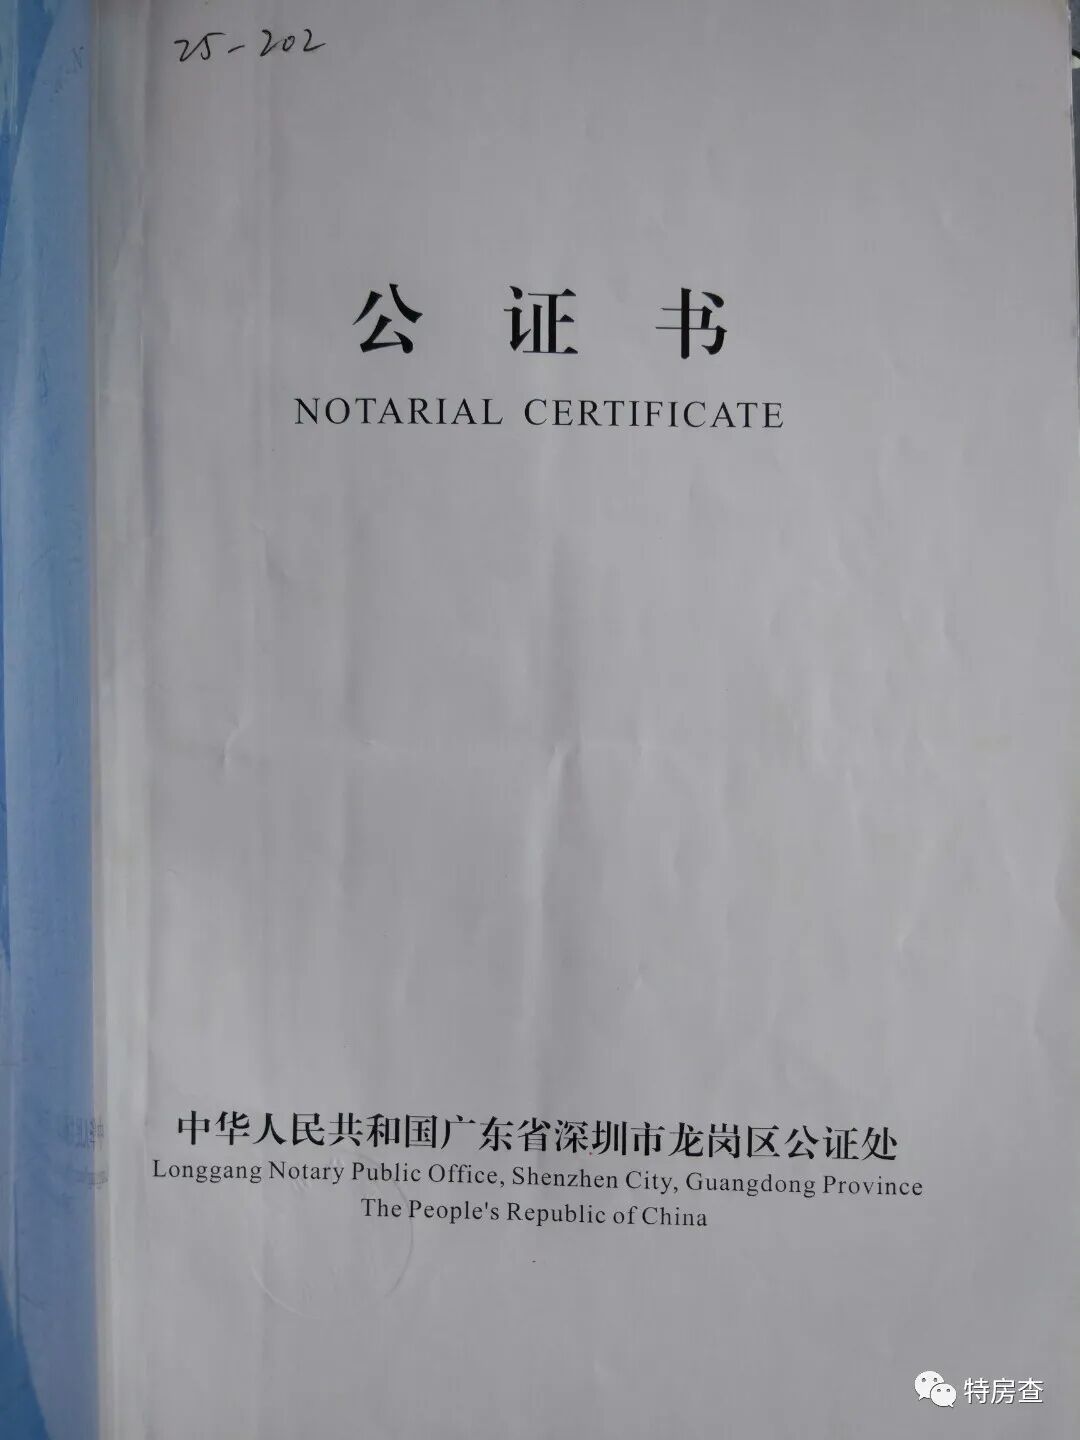 25-202
公证书
NOTARIAL CERTIFICATE
中华人民共和国广东省深圳市龙岗区公证处
Longgang Notary Public Office, Shenzhen City, Guangdong Province
The People's Republic of China
特房查